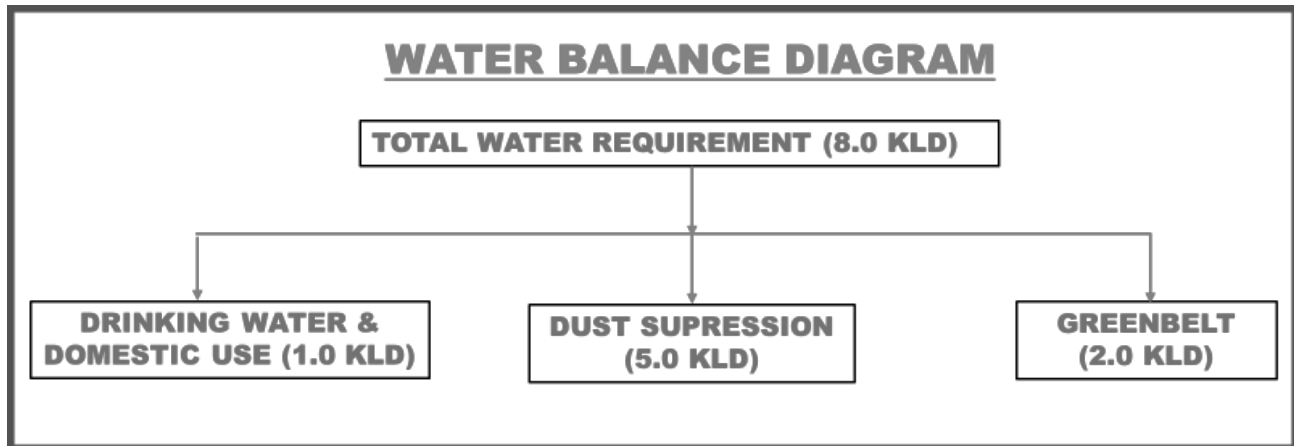 WATER BALANCE DIAGRAM
TOTAL WATER REQUIREMENT (8.0 KLD)
DRINKING WATER &
DOMESTIC USE (1.0 KLD)
DUST SUPRESSION
(5.0 KLD)
GREENBELT
(2.0 KLD)